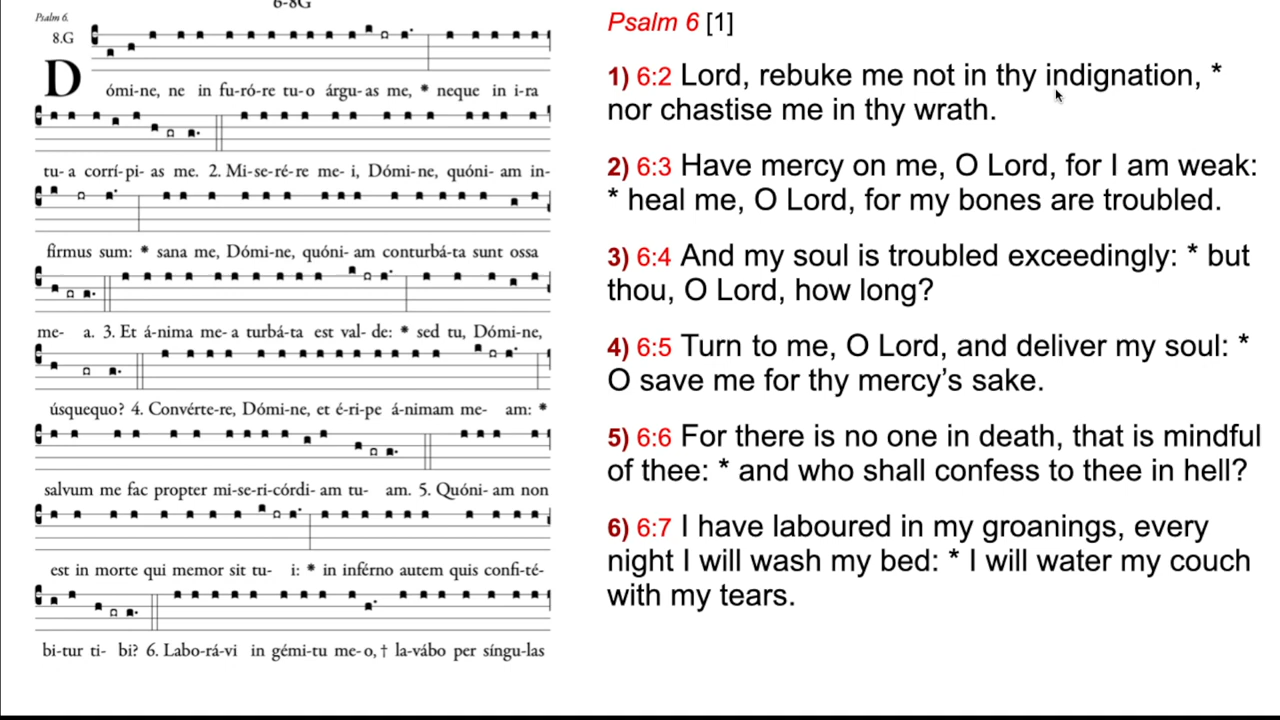 6-8G
Psalm 6.
8.G
Dómi-ne, ne in fu-ró-re tu-o árgu-as me, * neque in i-ra
tu-a corrí-pi-as me. 2. Mi-se-ré-re me-i, Dómi-ne, quóni-am in-
firmus sum: * sana me, Dómi-ne, quóni-am conturbá-ta sunt ossa
me-a. 3. Et á-nima me-a turbá-ta est val-de: * sed tu, Dómi-ne,
úsquequo? 4. Convérte-re, Dómi-ne, et é-ri-pe á-nimam me-am: *
salvum me fac propter mi-se-ri-córdi-am tu-am. 5. Quóni-am non
est in morte qui memor sit tu-i: * in inférno autem quis confi-té-
bi-tur ti-bi? 6. Labo-rá-vi in gémi-tu me-o, † la-vábo per síngu-las
Psalm 6 [1]
1) 6:2 Lord, rebuke me not in thy indignation, *
nor chastise me in thy wrath.
2) 6:3 Have mercy on me, O Lord, for I am weak:
* heal me, O Lord, for my bones are troubled.
3) 6:4 And my soul is troubled exceedingly: * but
thou, O Lord, how long?
4) 6:5 Turn to me, O Lord, and deliver my soul: *
O save me for thy mercy’s sake.
5) 6:6 For there is no one in death, that is mindful
of thee: * and who shall confess to thee in hell?
6) 6:7 I have laboured in my groanings, every
night I will wash my bed: * I will water my couch
with my tears.